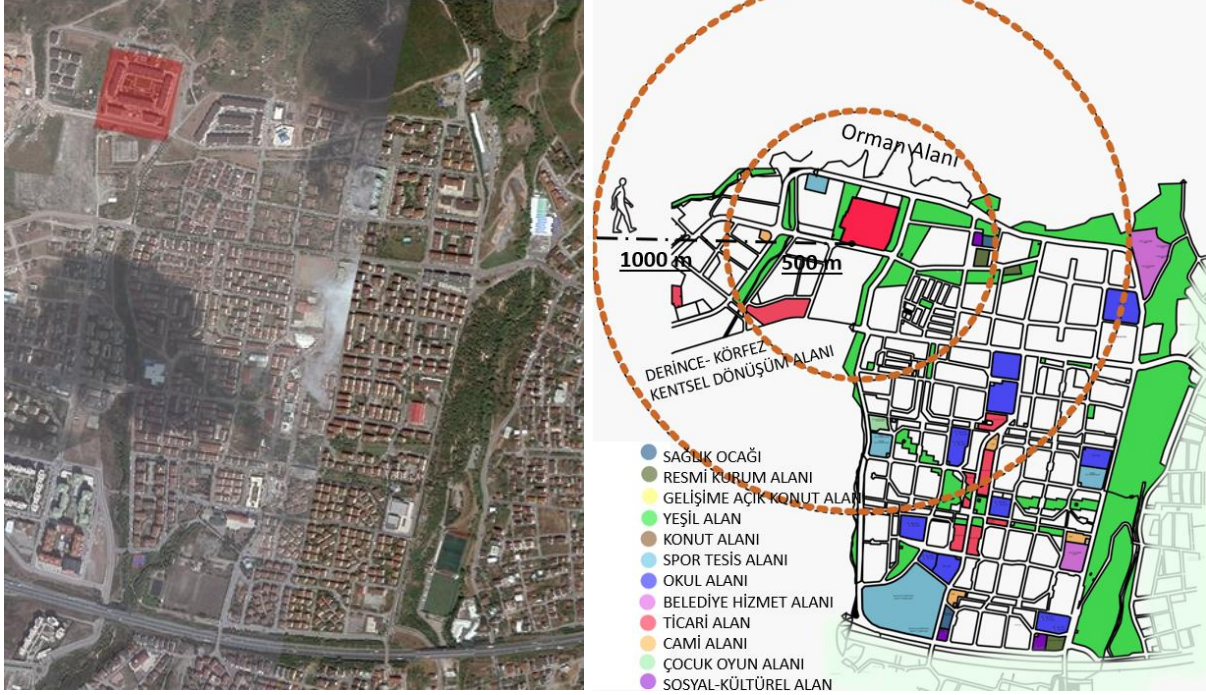 Orman Alanı
1000 m
500 m
DERİNCE- KÖRFEZ
KENTSEL DÖNÜŞÜM ALANI
SAĞLIK OCAĞI
RESMİ KURUM ALANI
GELİŞİME AÇIK KONUT ALANI
YEŞİL ALAN
KONUT ALANI
SPOR TESİS ALANI
OKUL ALANI
BELEDİYE HİZMET ALANI
TİCARİ ALAN
CAMİ ALANI
ÇOCUK OYUN ALANI
SOSYAL-KÜLTÜREL ALAN